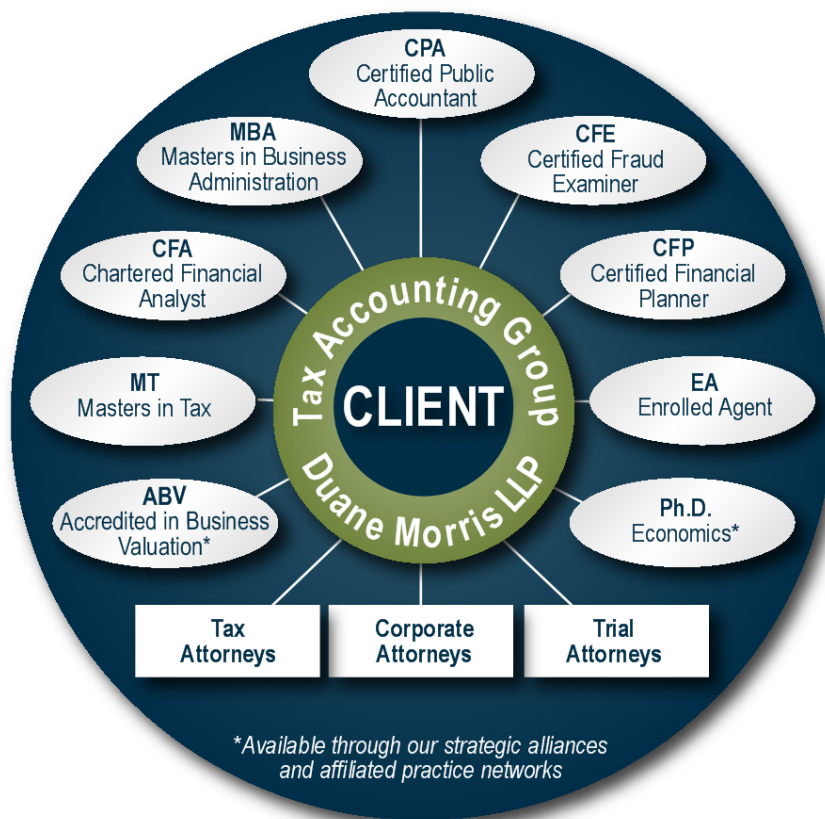 CPA
Certified Public
Accountant
MBA
Masters in Business
Administration
CFE
Certified Fraud
Examiner
CFA
Chartered Financial
Analyst
CFP
Certified Financial
Planner
Tax Accounting Group
CLIENT
Duane Morris LLP
MT
Masters in Tax
EA
Enrolled Agent
ABV
Accredited in Business
Valuation*
Ph.D.
Economics*
Tax
Attorneys
Corporate
Attorneys
Trial
Attorneys
*Available through our strategic alliances
and affiliated practice networks